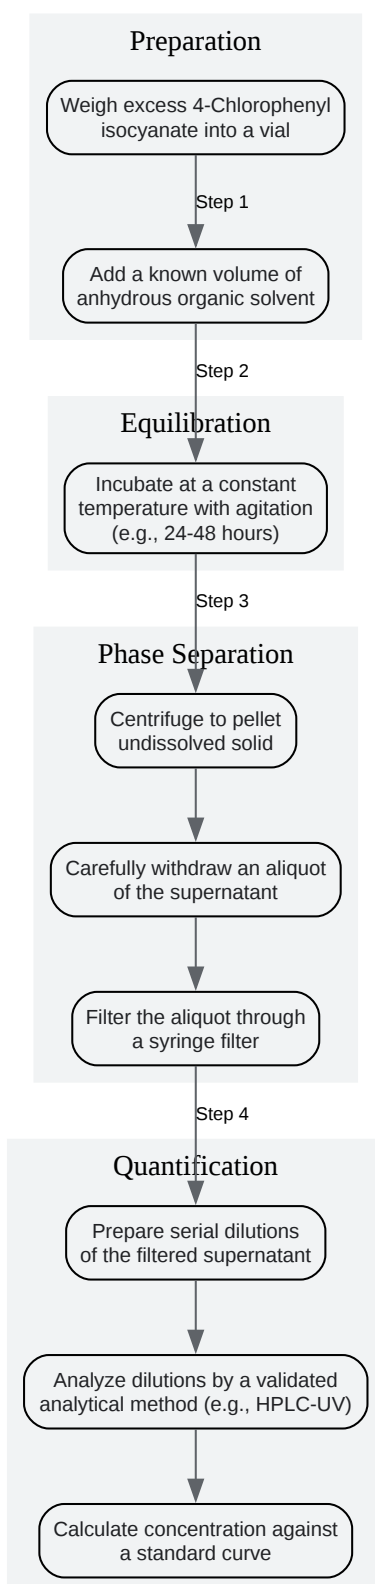 Preparation
Weigh excess 4-Chlorophenyl
isocyanate into a vial
Step 1
Add a known volume of
anhydrous organic solvent
Step 2
Equilibration
Incubate at a constant
temperature with agitation
(e.g., 24-48 hours)
Step 3
Phase Separation
Centrifuge to pellet
undissolved solid
Carefully withdraw an aliquot
of the supernatant
Filter the aliquot through
a syringe filter
Step 4
Quantification
Prepare serial dilutions
of the filtered supernatant
Analyze dilutions by a validated
analytical method (e.g., HPLC-UV)
Calculate concentration against
a standard curve